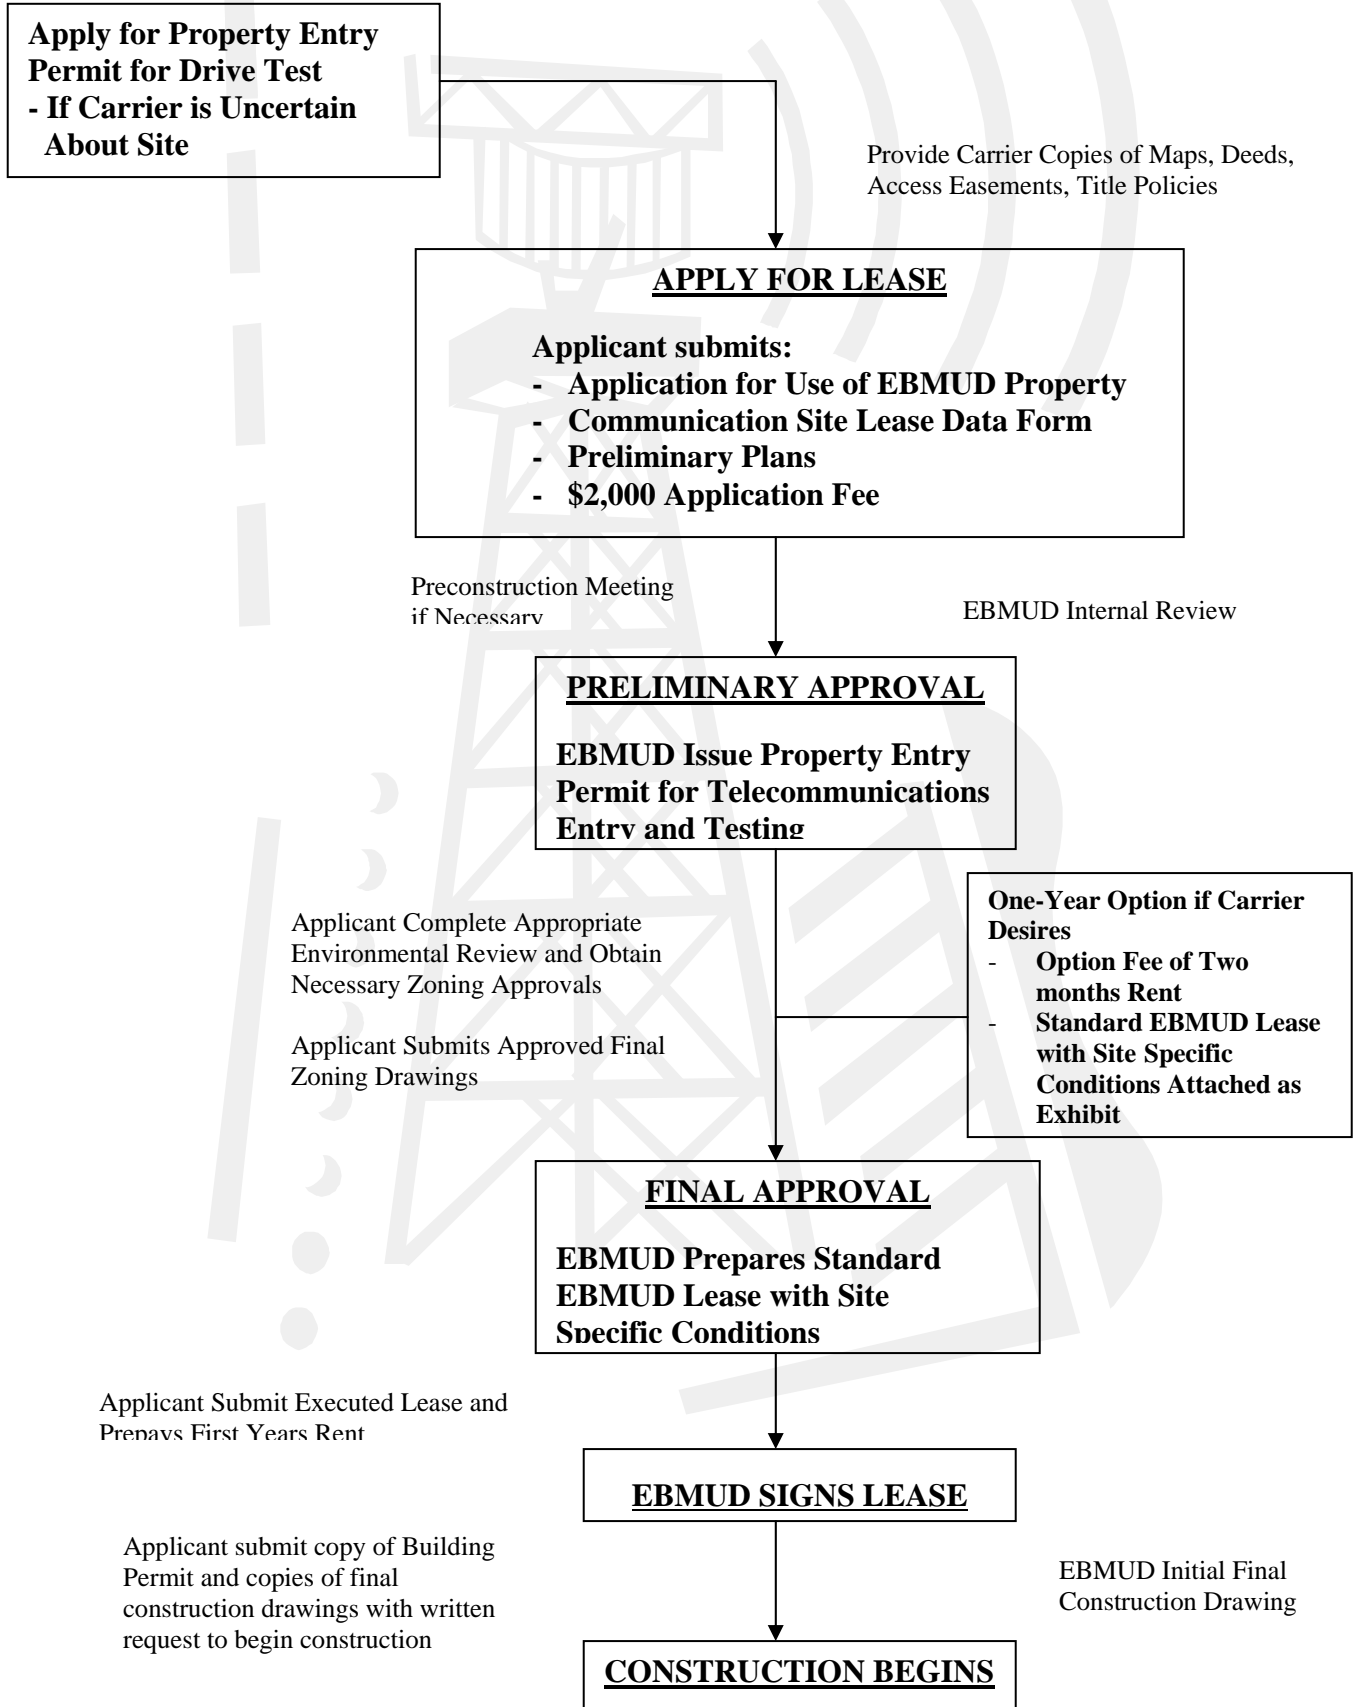 Apply for Property Entry
Permit for Drive Test
- If Carrier is Uncertain
About Site
Provide Carrier Copies of Maps, Deeds,
Access Easements, Title Policies
APPLY FOR LEASE
Applicant submits:
- Application for Use of EBMUD Property
- Communication Site Lease Data Form
- Preliminary Plans
- $2,000 Application Fee
Preconstruction Meeting
if Necessary
EBMUD Internal Review
PRELIMINARY APPROVAL
EBMUD Issue Property Entry
Permit for Telecommunications
Entry and Testing
One-Year Option if Carrier
Desires
- Option Fee of Two
months Rent
- Standard EBMUD Lease
with Site Specific
Conditions Attached as
Exhibit
Applicant Complete Appropriate
Environmental Review and Obtain
Necessary Zoning Approvals
Applicant Submits Approved Final
Zoning Drawings
FINAL APPROVAL
EBMUD Prepares Standard
EBMUD Lease with Site
Specific Conditions
Applicant Submit Executed Lease and
Prepays First Years Rent
EBMUD SIGNS LEASE
Applicant submit copy of Building
Permit and copies of final
construction drawings with written
request to begin construction
EBMUD Initial Final
Construction Drawing
CONSTRUCTION BEGINS